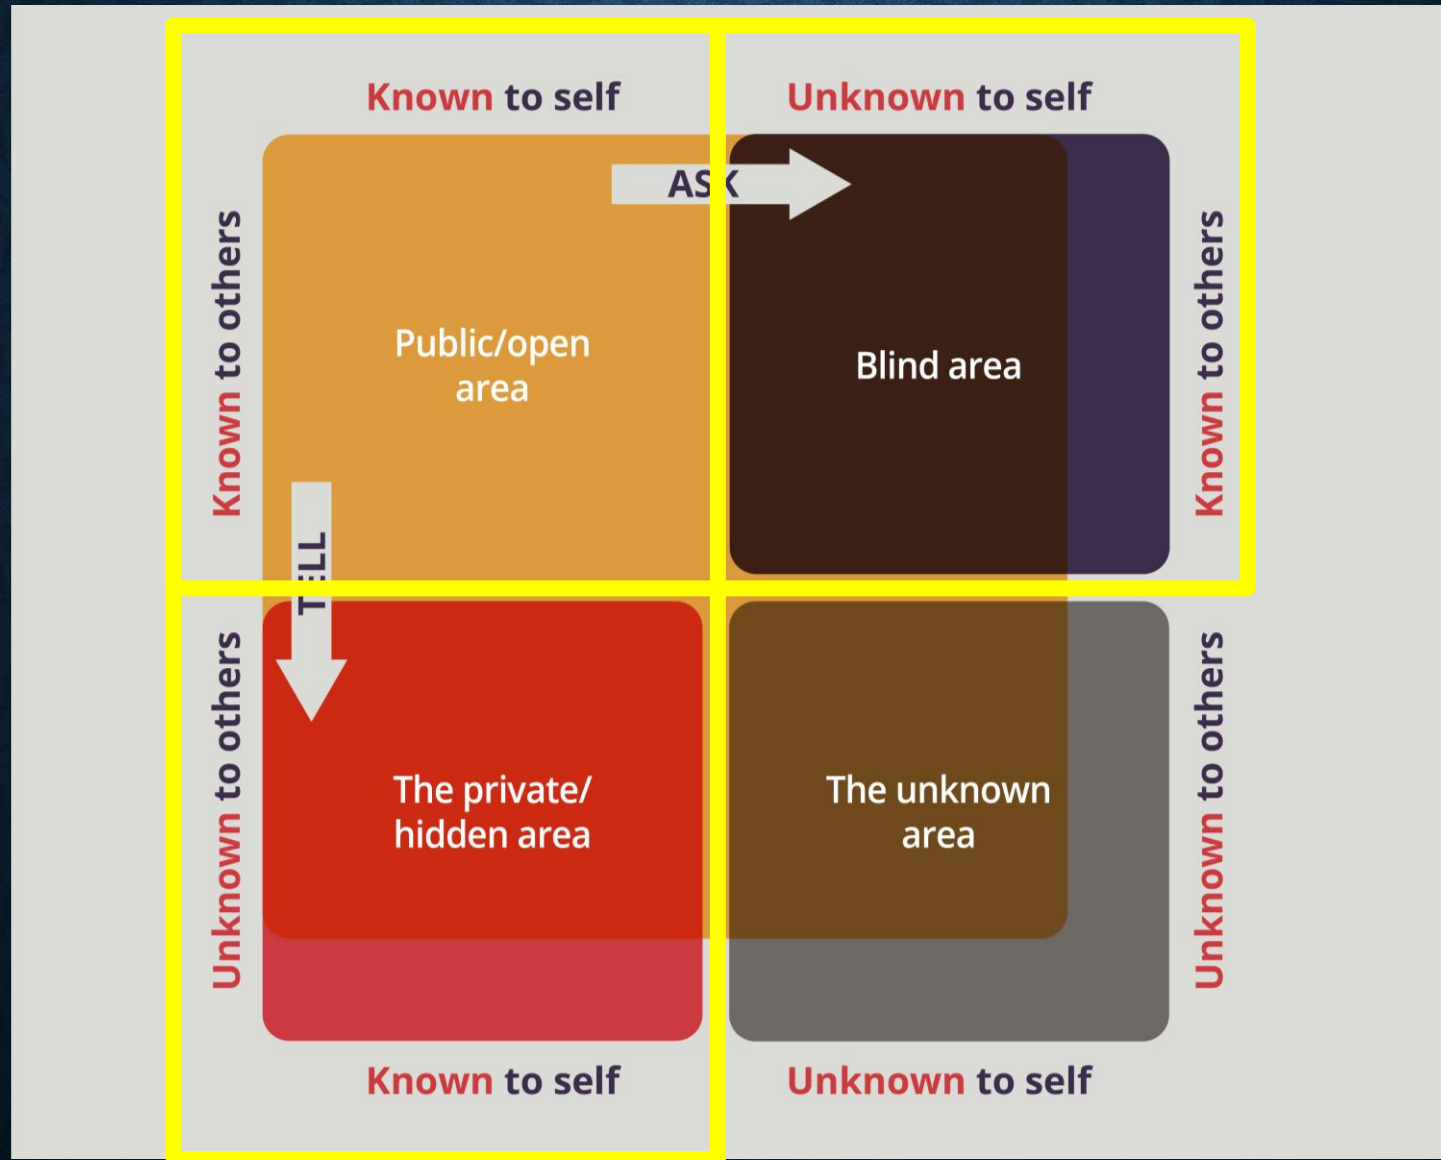 Known to self
Unknown to self
Known to others
ASK
Known to others
Public/open
area
Blind area
TELL
Unknown to others
Unknown to others
The private/
hidden area
The unknown
area
Known to self
Unknown to self